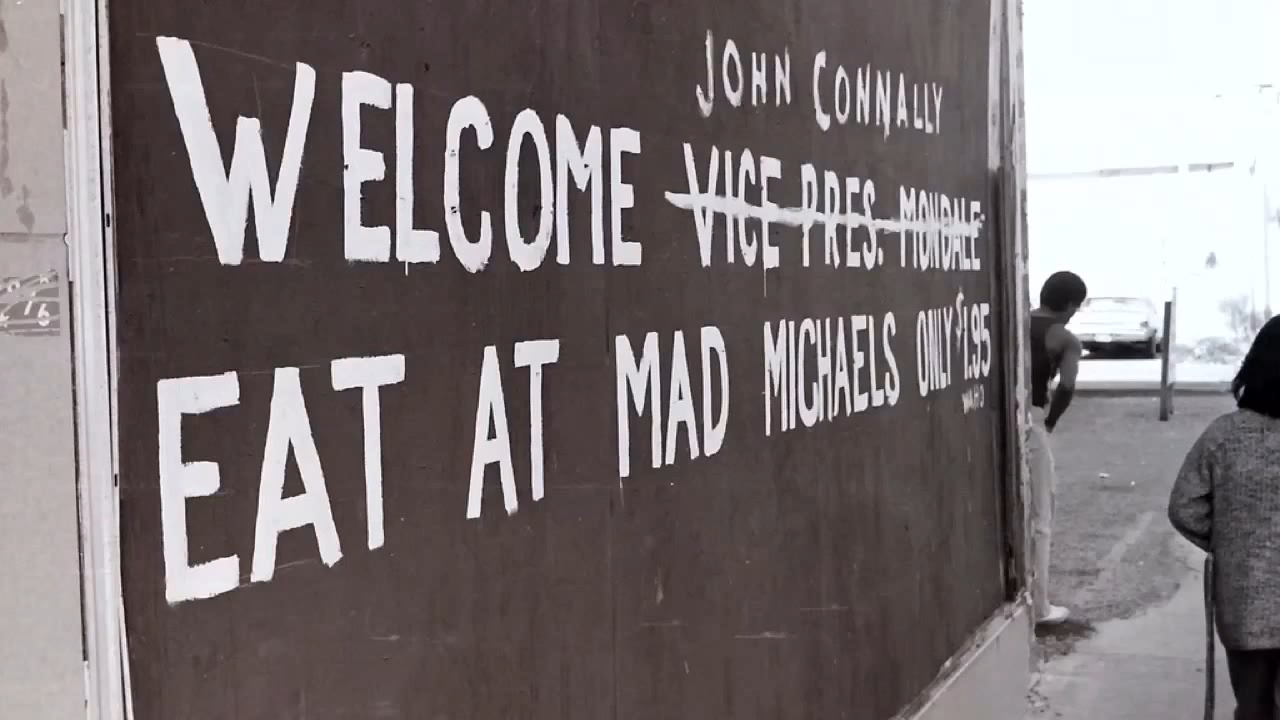 JOHN CONNALLY
WELCOME VICE PRES. MONDALE
EAT AT MAD MICHAELS ONLY $1.95